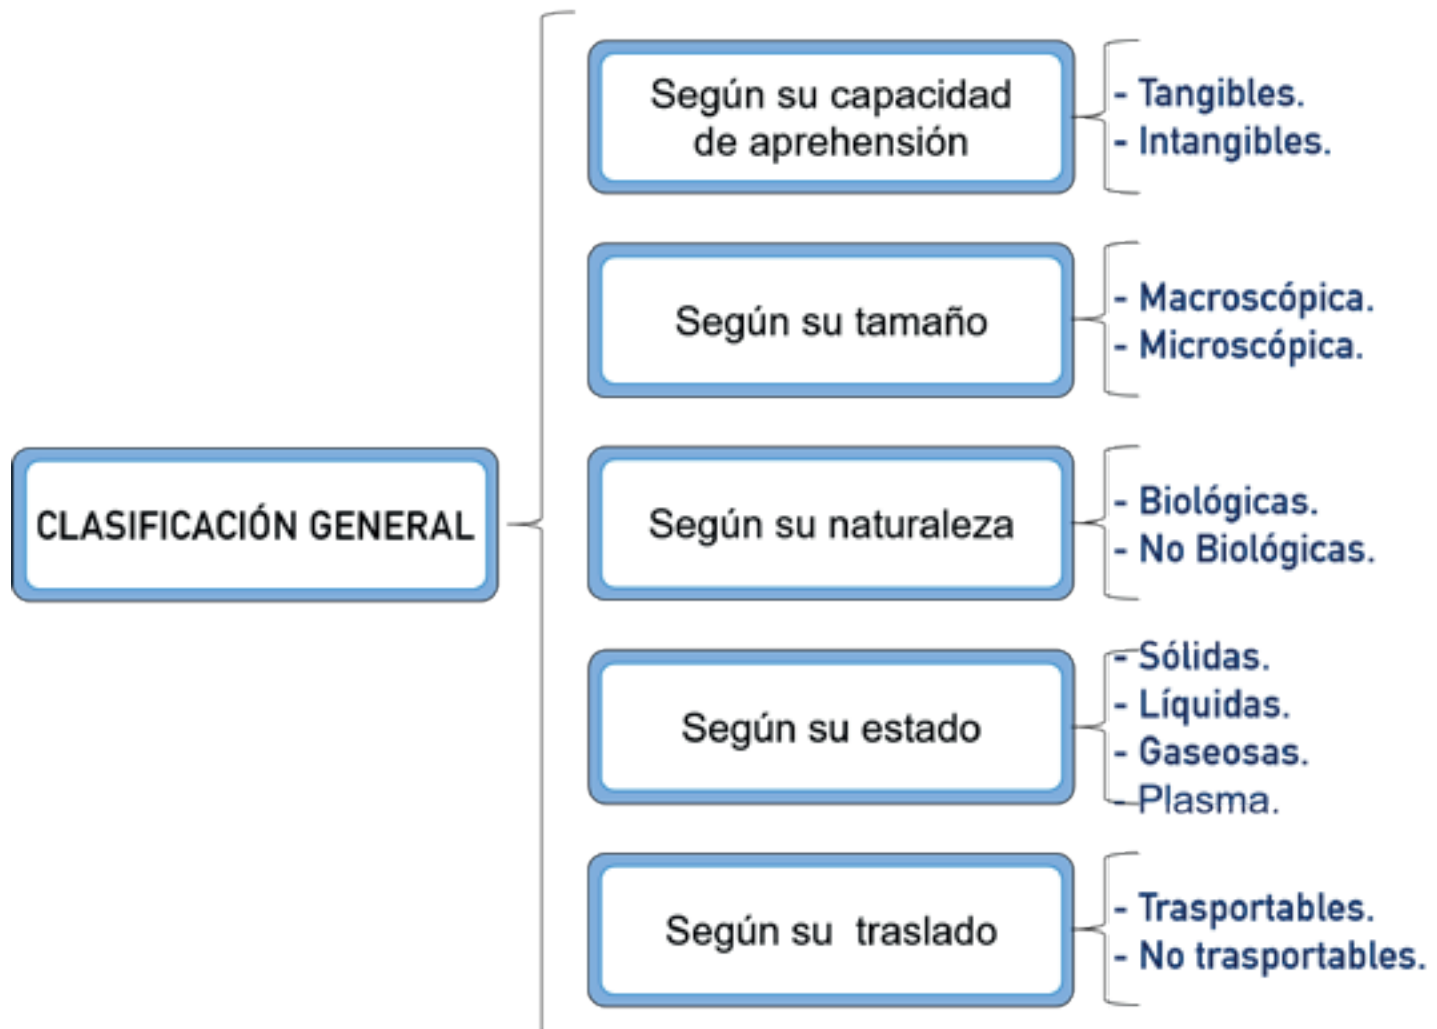 CLASIFICACIÓN GENERAL
Según su capacidad
de aprehensión
- Tangibles.
- Intangibles.
Según su tamaño
- Macroscópica.
- Microscópica.
Según su naturaleza
- Biológicas.
- No Biológicas.
Según su estado
- Sólidas.
- Líquidas.
- Gaseosas.
- Plasma.
Según su traslado
- Trasportables.
- No trasportables.